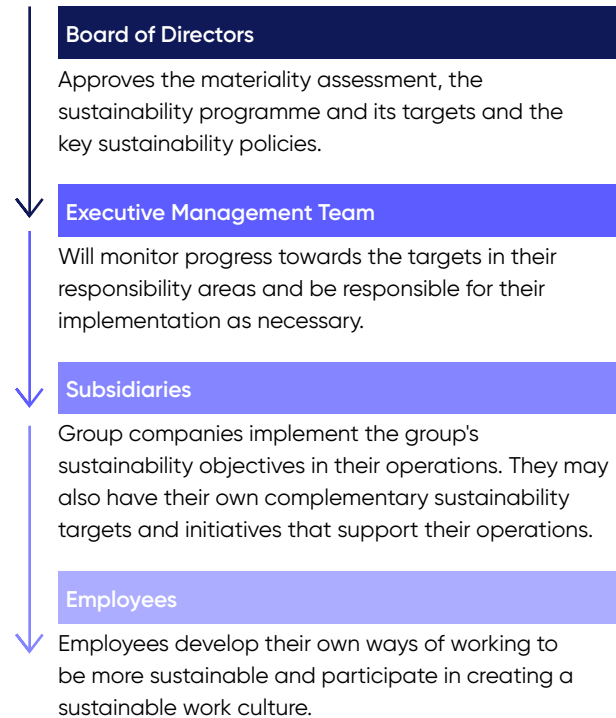 Board of Directors
Approves the materiality assessment, the
sustainability programme and its targets and the
key sustainability policies.
Executive Management Team
Will monitor progress towards the targets in their
responsibility areas and be responsible for their
implementation as necessary.
Subsidiaries
Group companies implement the group's
sustainability objectives in their operations. They may
also have their own complementary sustainability
targets and initiatives that support their operations.
Employees
Employees develop their own ways of working to
be more sustainable and participate in creating a
sustainable work culture.